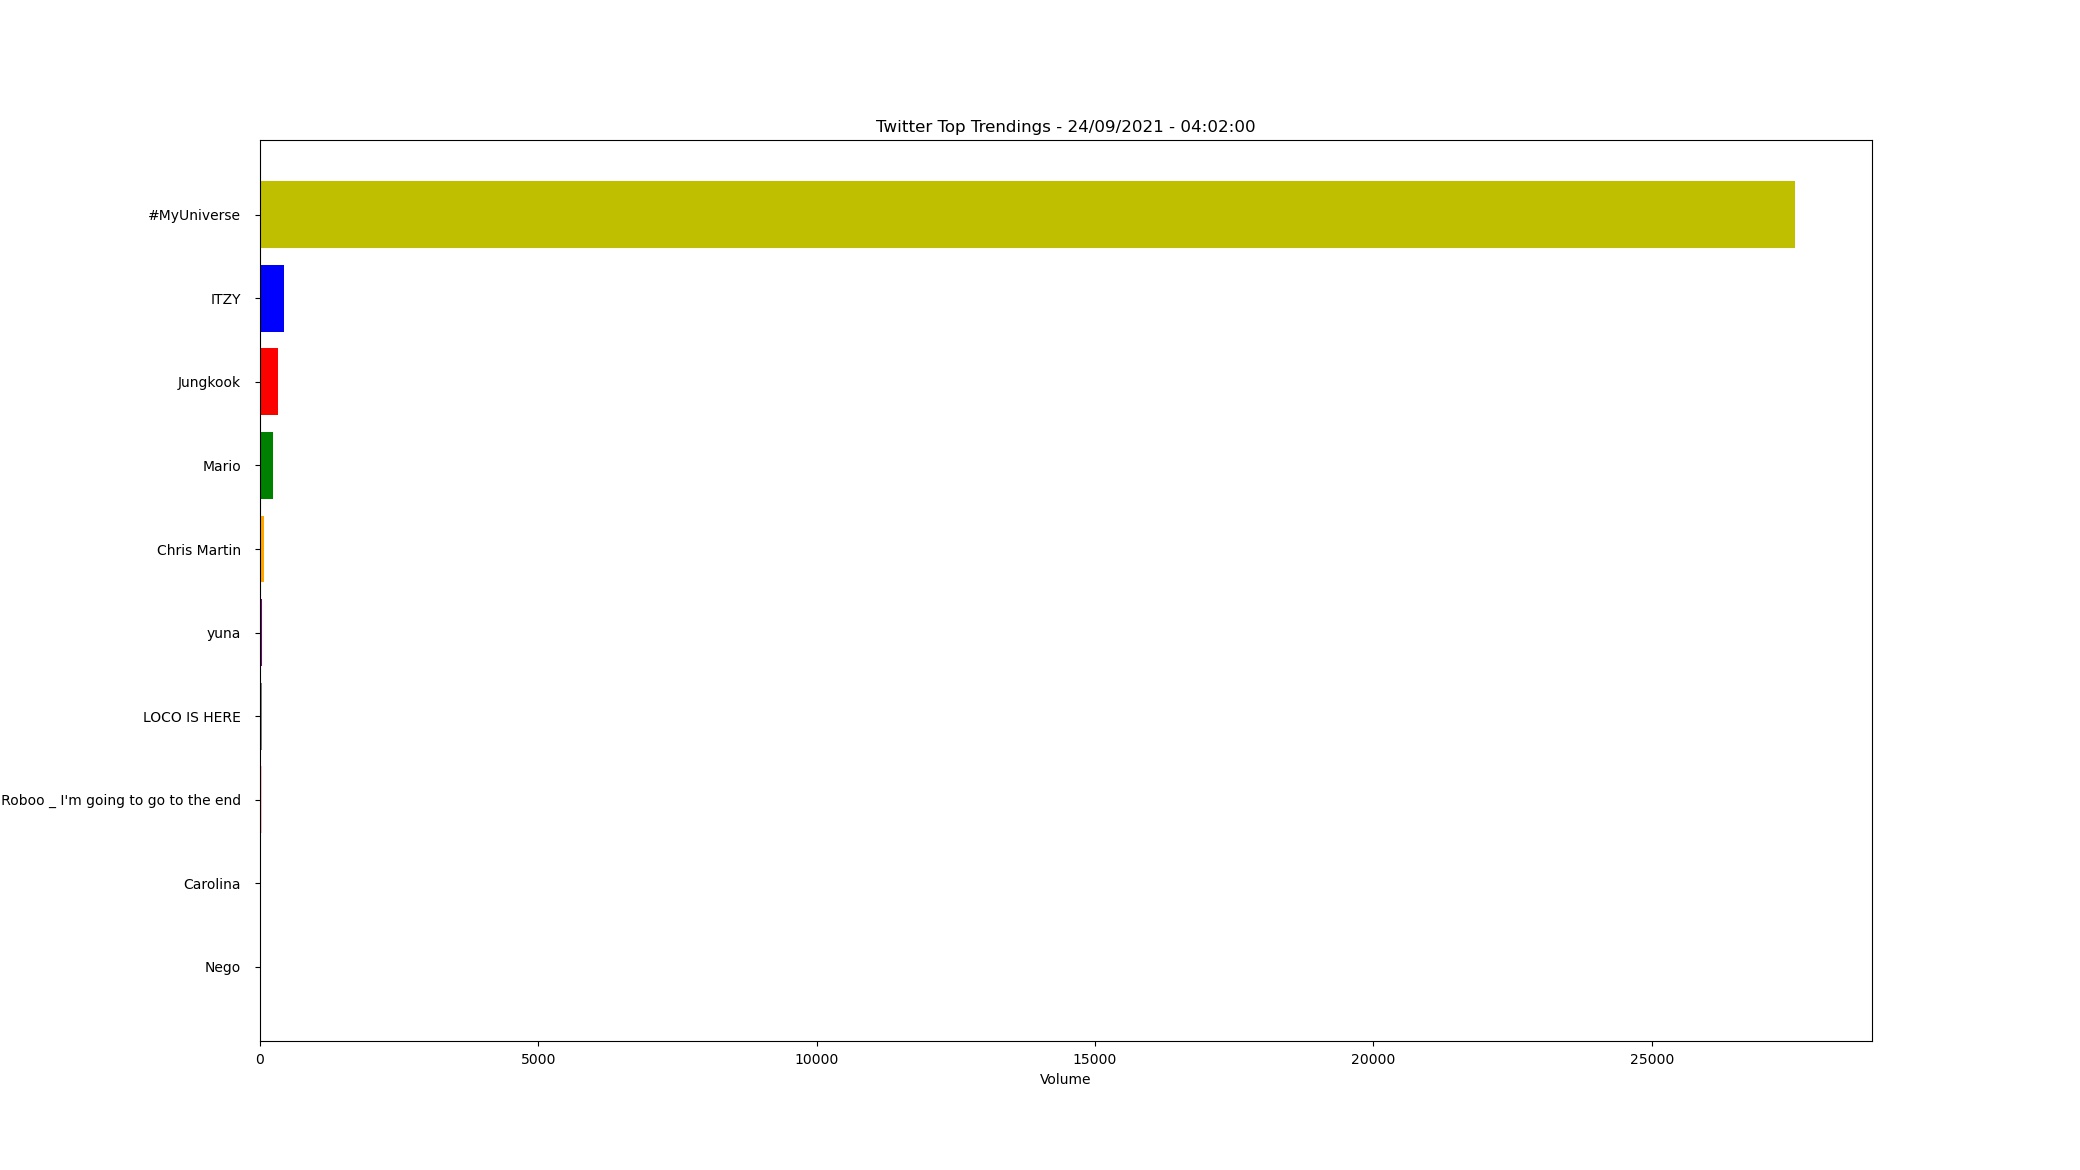 Twitter Top Trendings - 24/09/2021 - 04:02:00
#MyUniverse
ITZY
Jungkook
Mario
Chris Martin
yuna
LOCO IS HERE
Roboo _ I'm going to go to the end
Carolina
Nego
0 5000 10000 15000 20000 25000
Volume